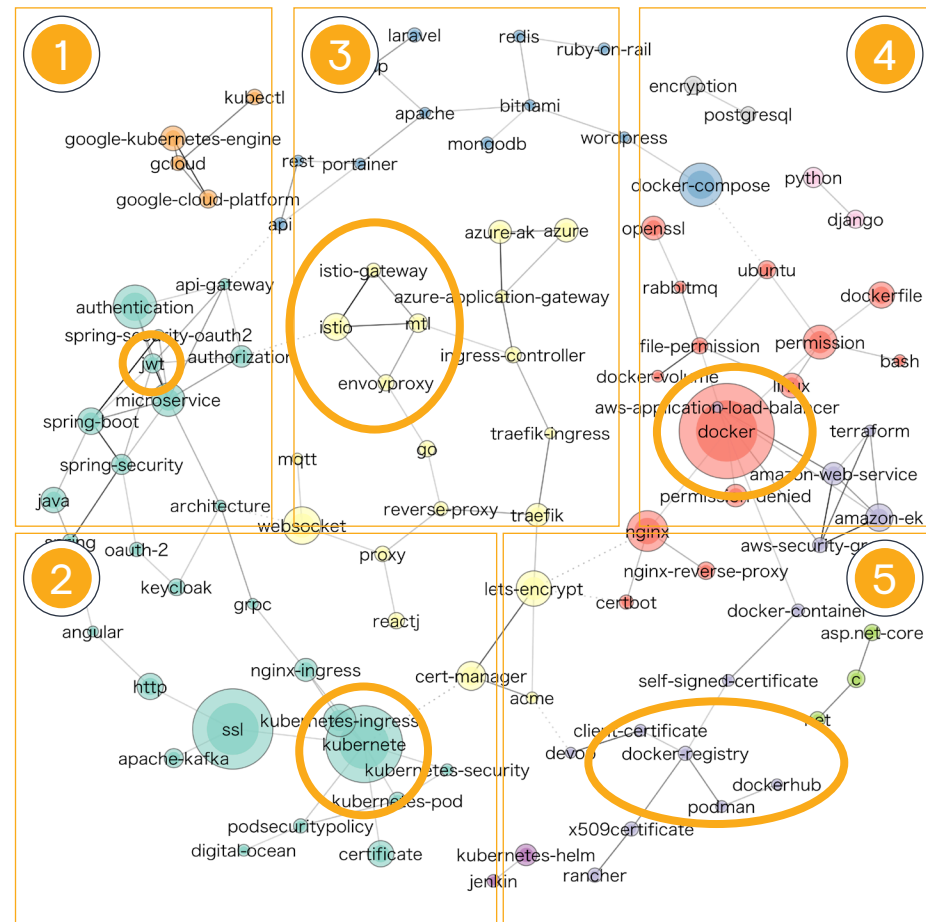 1
3
4
laravel
redis
ruby-on-rail
encryption
kubectl
postgresql
apache
bitnami
google-kubernetes-engine
mongodb
wordpress
gcloud
rest
portainer
docker-compose
python
google-cloud-platform
api
azure-ak
azure
openssl
django
istio-gateway
ubuntu
api-gateway
rabbitmq
authentication
azure-application-gateway
dockerfile
istio
mtl
spring-security-oauth2
file-permission
permission
jwt
authorization
ingress-controller
bash
envoyproxy
docker-volume
linux
microservice
aws-application-load-balancer
spring-boot
traefik-ingress
docker
terraform
go
mqtt
spring-security
amazon-web-service
java
permission-denied
architecture
reverse-proxy
traefik
amazon-ek
websocket
nginx
spring
oauth-2
proxy
aws-security-gr
2
5
nginx-reverse-proxy
keycloak
lets-encrypt
grpc
certbot
docker-container
reactj
angular
asp.net-core
nginx-ingress
cert-manager
self-signed-certificate
c
http
acme
kubernetes-ingress
net
ssl
client-certificate
kubernete
devop
docker-registry
apache-kafka
kubernetes-security
dockerhub
kubernetes-pod
podman
podsecuritypolicy
x509certificate
digital-ocean
certificate
kubernetes-helm
jenkin
rancher